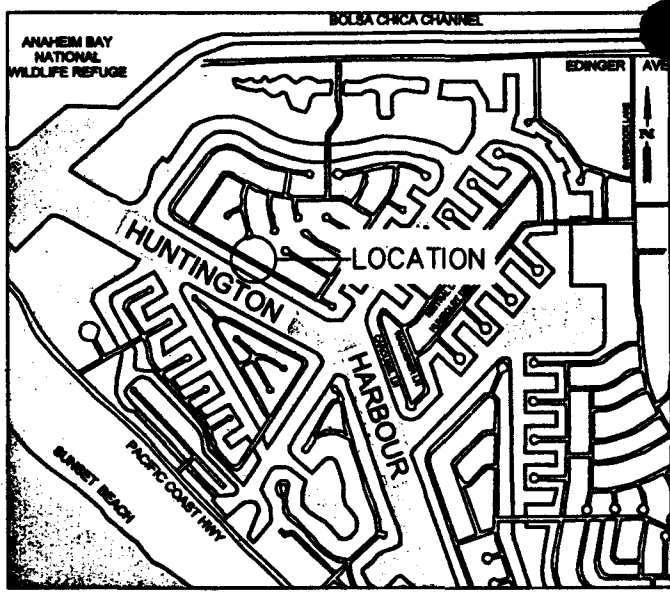 BOLSA CHICA CHANNEL
ANAHEIM BAY
NATIONAL
WILDLIFE REFUGE
EDINGER AVE
N
HUNTINGTON
LOCATION
HARBOUR
SUNSET BEACH
PACIFIC COAST HWY